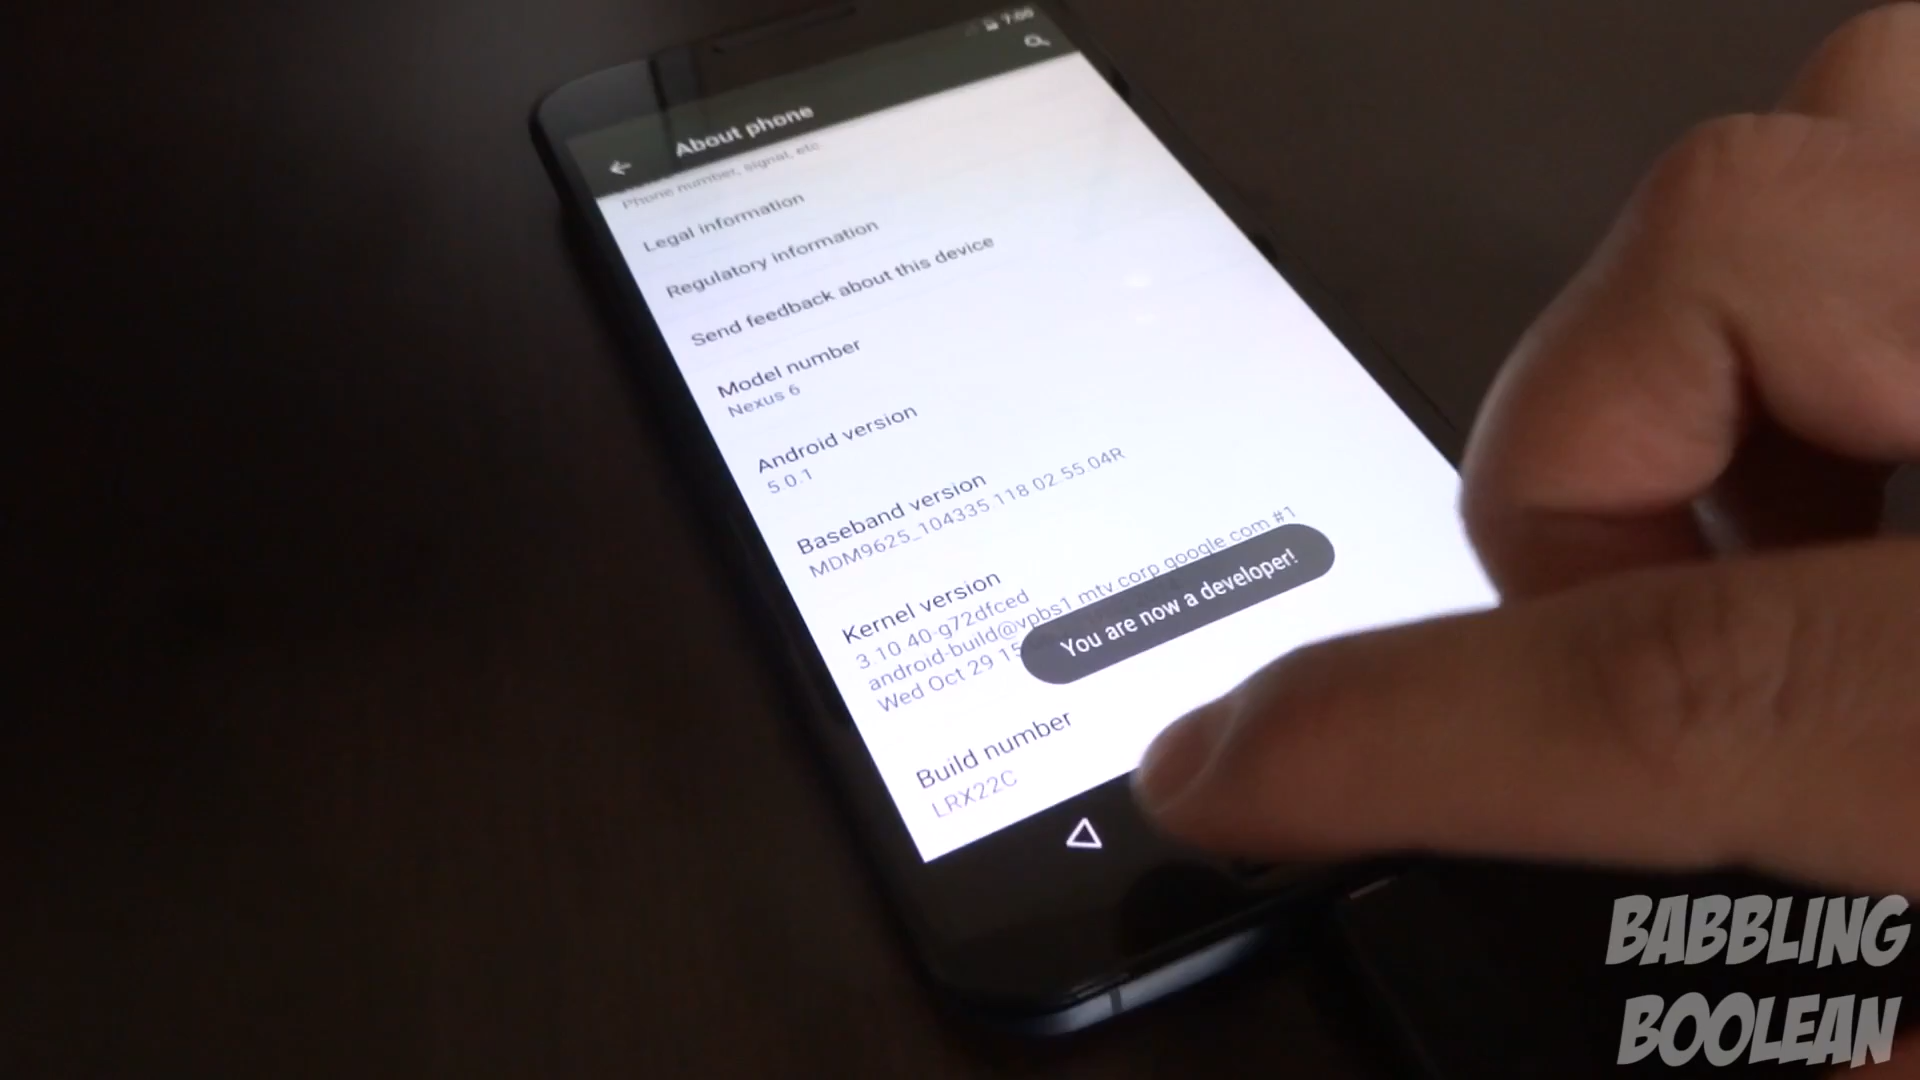 7:00
About phone
Phone number, signal, etc.
Legal information
Regulatory information
Send feedback about this device
Model number
Nexus 6
Android version
5.0.1
Baseband version
MDM9625_104335.118.02.55.04R
Kernel version
3.10.40-g72dfced
android-build@vpbs1.mtv.corp.google.com #1
Wed Oct 29 15
You are now a developer!
Build number
LRX22C
BABBLING
BOOLEAN